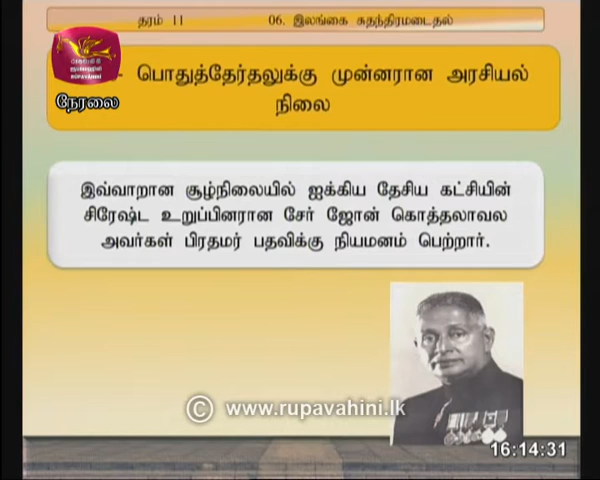 தரம் 11 06. இலங்கை சுதந்திரமடைதல்
RUPAVAHINI
நேரலை
- பொதுத்தேர்தலுக்கு முன்னரான அரசியல்
நிலை
இவ்வாறான சூழ்நிலையில் ஐக்கிய தேசிய கட்சியின்
சிரேஷ்ட உறுப்பினரான சேர் ஜோன் கொத்தலாவல
அவர்கள் பிரதமர் பதவிக்கு நியமனம் பெற்றார்.
© www.rupavahini.lk
16:14:31